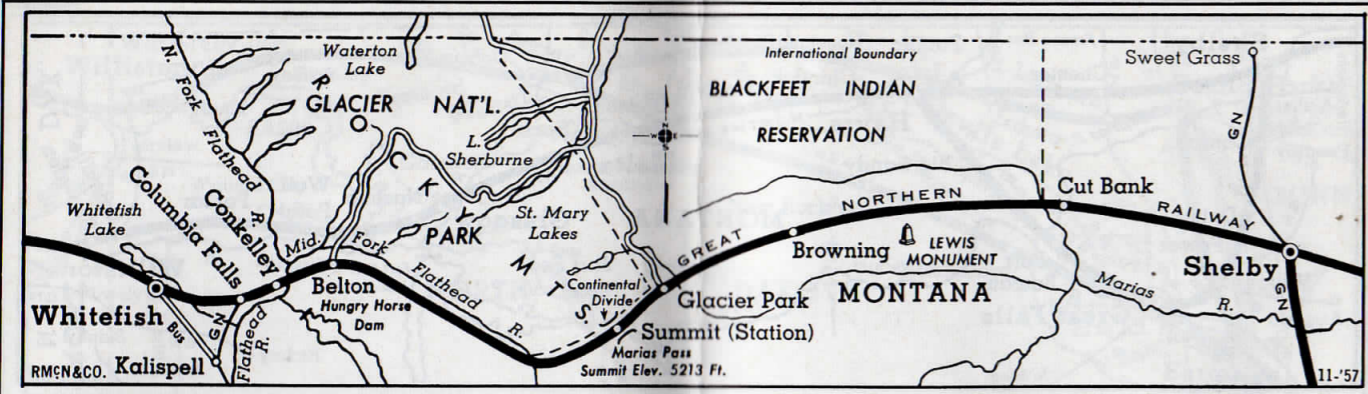 International Boundary
Sweet Grass
Waterton
Lake
N. Fork Flathead R.
GLACIER NAT'L. PARK
ROCKY MTS.
L.
Sherburne
BLACKFEET INDIAN
RESERVATION
GN
Whitefish
Lake
Columbia Falls
Conkelley
Mid. Fork Flathead R.
St. Mary
Lakes
GREAT NORTHERN RAILWAY
Cut Bank
Browning
LEWIS
MONUMENT
Shelby
GN
Whitefish
Bus
GN
Flathead R.
Kalispell
Belton
Hungry Horse
Dam
Continental
Divide
Glacier Park
MONTANA
Marias R.
Summit (Station)
Marias Pass
Summit Elev. 5213 Ft.
RMCN&CO.
11-'57